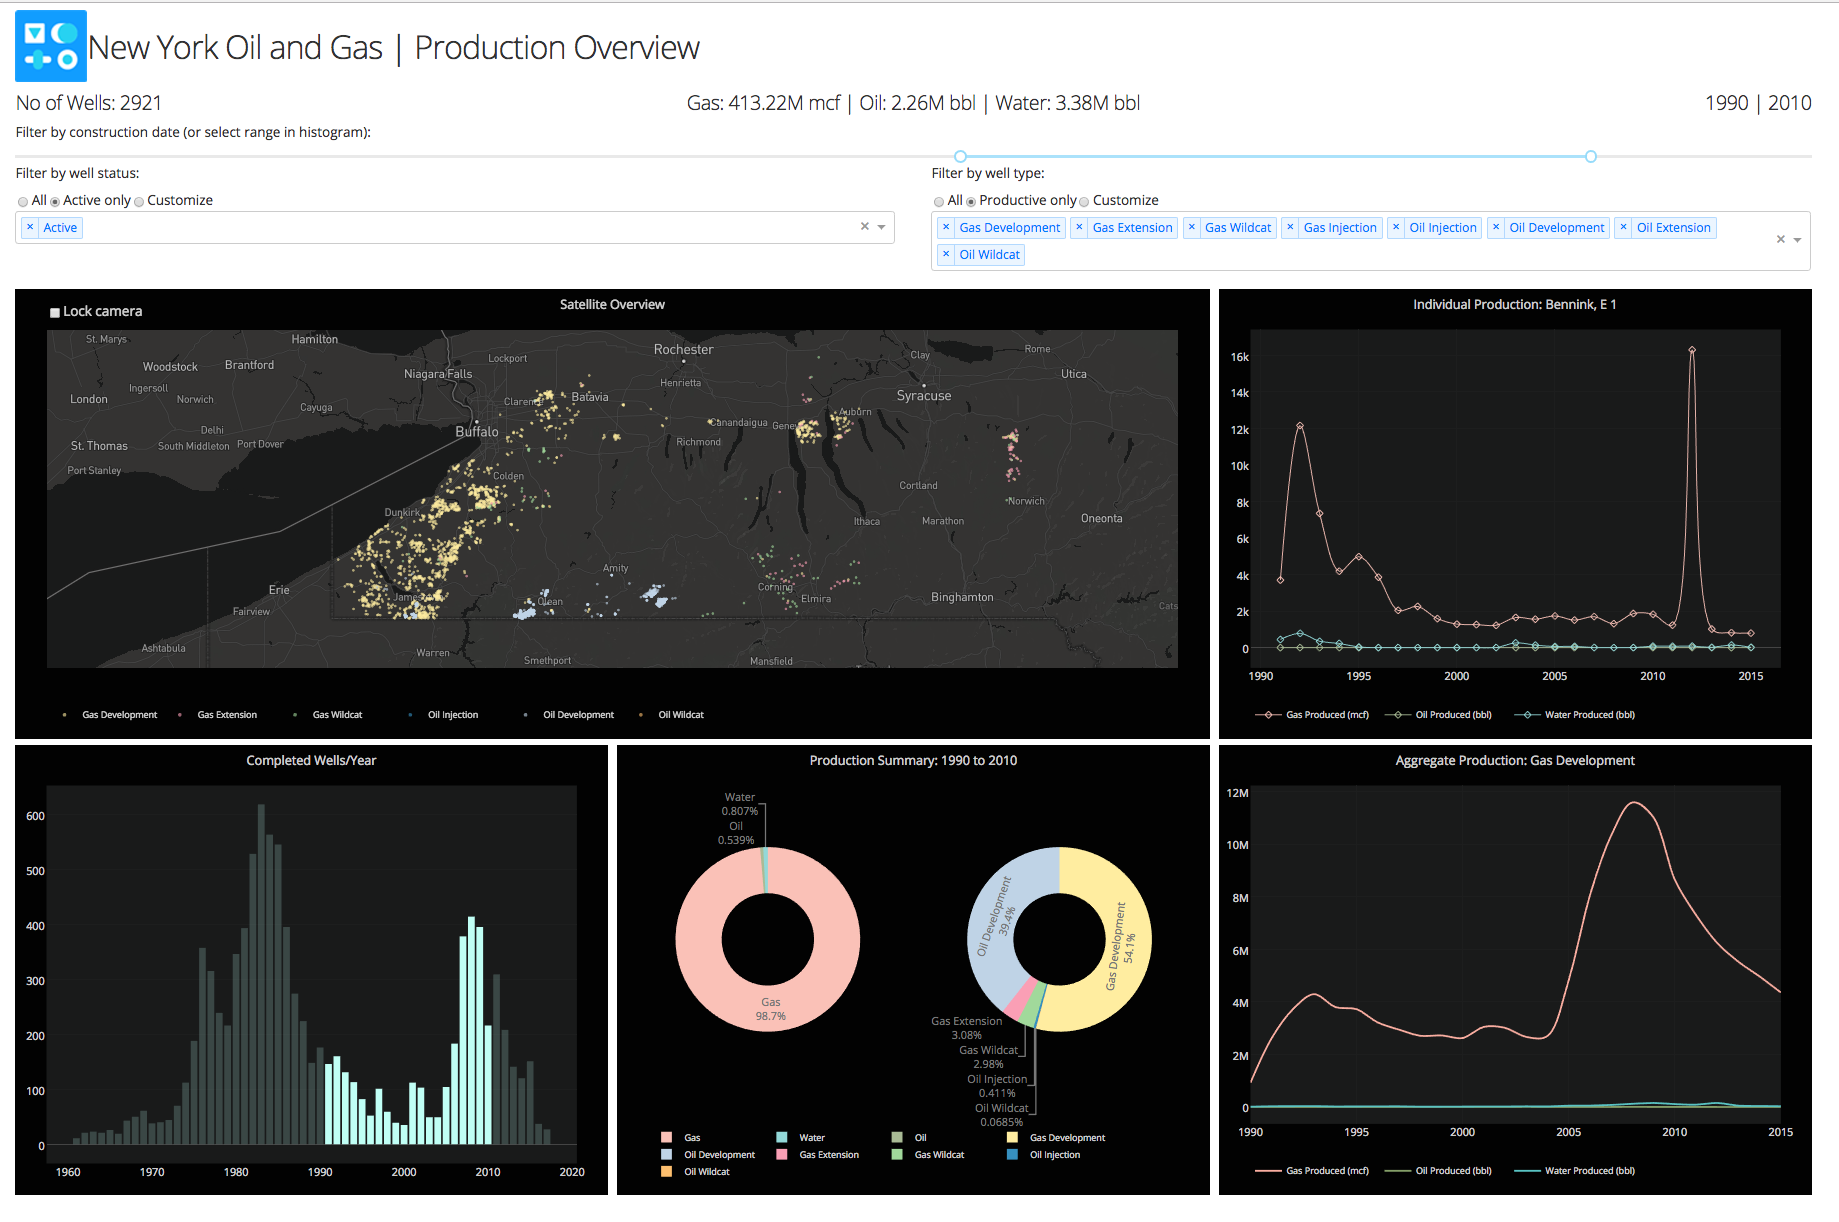 New York Oil and Gas | Production Overview
No of Wells: 2921
Gas: 413.22M mcf | Oil: 2.26M bbl | Water: 3.38M bbl
1990 | 2010
Filter by construction date (or select range in histogram):
Filter by well status:
All Active only Customize
× Active
Filter by well type:
All Productive only Customize
× Gas Development × Gas Extension × Gas Wildcat × Gas Injection × Oil Injection × Oil Development × Oil Extension
× Oil Wildcat
Lock camera
Satellite Overview
St. Marys
Hamilton
Woodstock
Brantford
Ingersoll
London
Norwich
Cayuga
Delhi
St. Thomas
South Middleton
Port Dover
Port Stanley
Niagara Falls
Lockport
Clarence
Batavia
Buffalo
Rochester
Henrietta
Canandaigua
Richmond
Clay
Rome
Utica
Syracuse
Auburn
Colden
Dunkirk
Cortland
Norwich
Ithaca
Marathon
Oneonta
Amity
Olean
Corning
Elmira
Binghamton
Cats
Erie
Fairview
Ashtabula
Warren
Smethport
Mansfield
Gas Development
Gas Extension
Gas Wildcat
Oil Injection
Oil Development
Oil Wildcat
Individual Production: Bennink, E 1
16k
14k
12k
10k
8k
6k
4k
2k
0
1990 1995 2000 2005 2010 2015
Gas Produced (mcf)
Oil Produced (bbl)
Water Produced (bbl)
Completed Wells/Year
600
500
400
300
200
100
0
1960 1970 1980 1990 2000 2010 2020
Production Summary: 1990 to 2010
Water
0.807%
Oil
0.539%
Gas
98.7%
Oil Development
39.4%
Gas Development
54.1%
Gas Extension
3.08%
Gas Wildcat
2.98%
Oil Injection
0.411%
Oil Wildcat
0.0685%
Gas Water Oil Gas Development
Oil Development Gas Extension Gas Wildcat Oil Injection
Oil Wildcat
Aggregate Production: Gas Development
12M
10M
8M
6M
4M
2M
0
1990 1995 2000 2005 2010 2015
Gas Produced (mcf)
Oil Produced (bbl)
Water Produced (bbl)